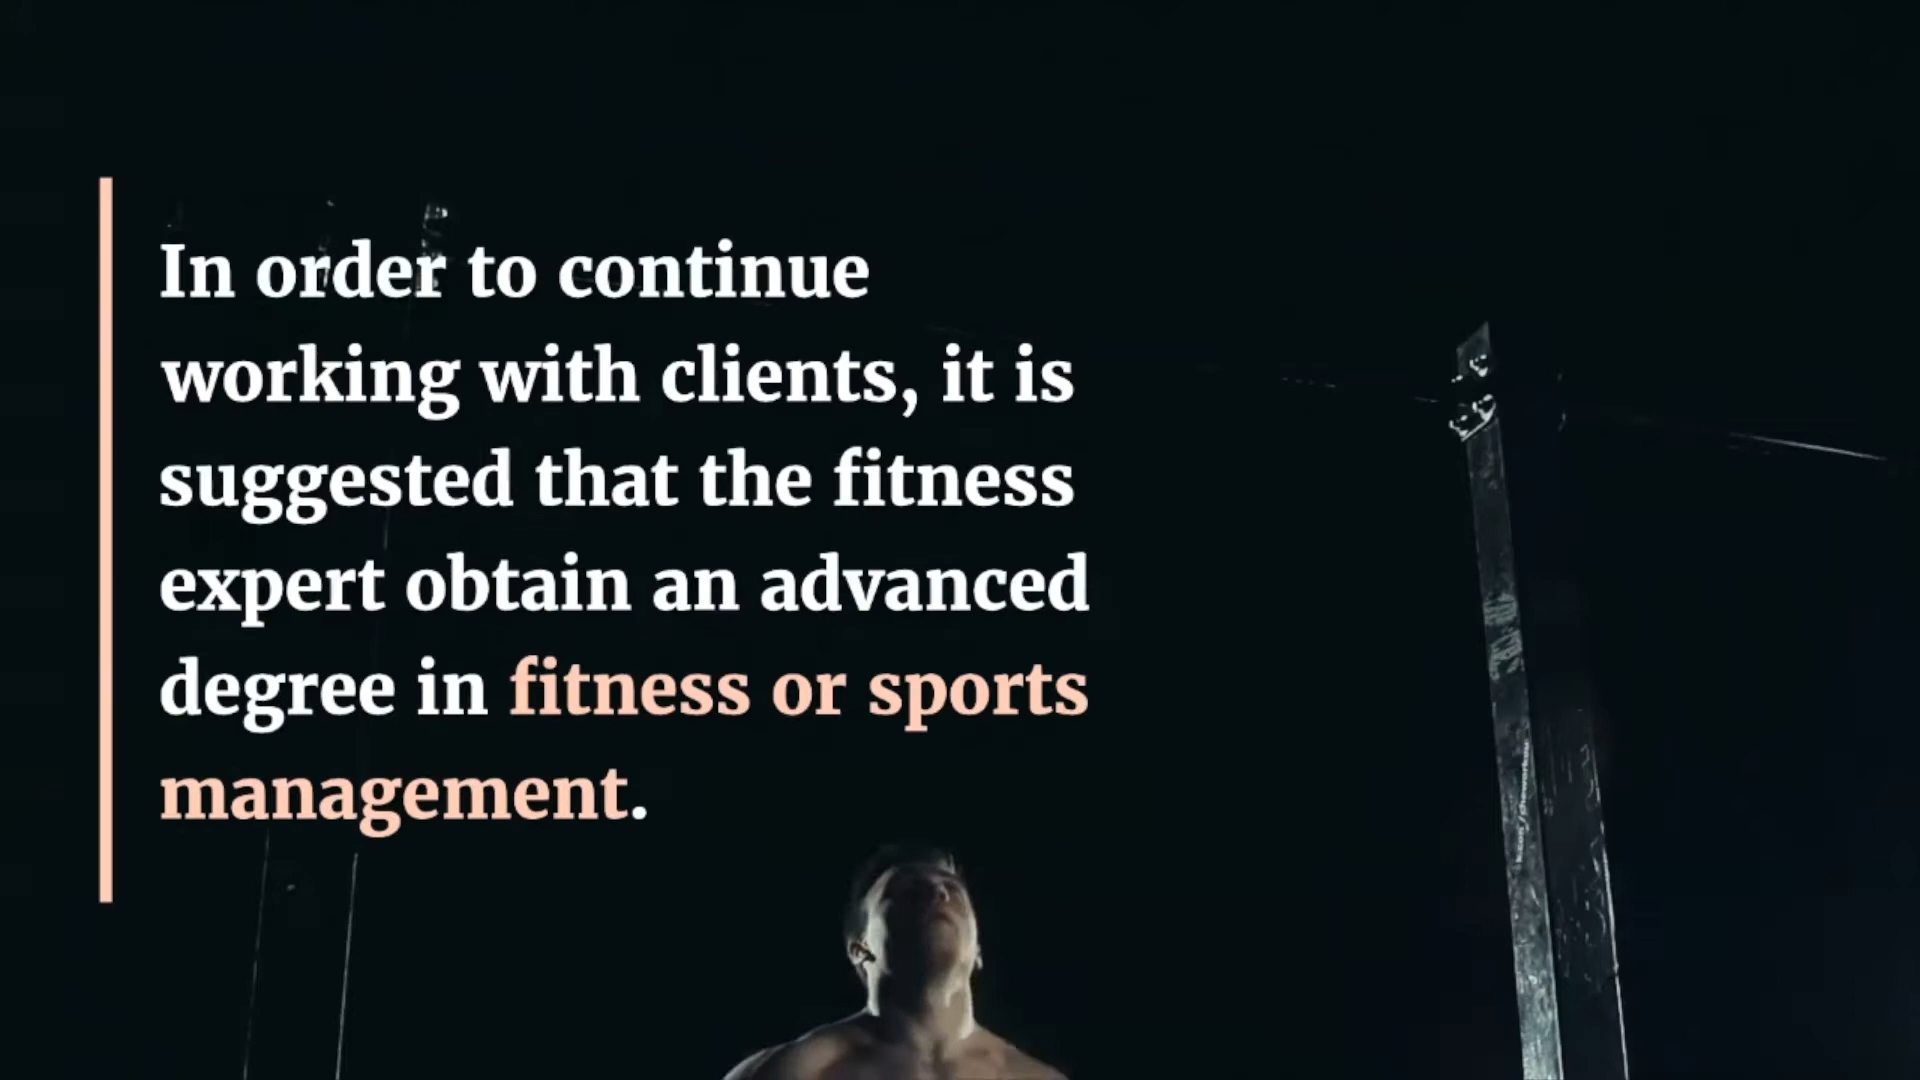 In order to continue
working with clients, it is
suggested that the fitness
expert obtain an advanced
degree in fitness or sports
management.